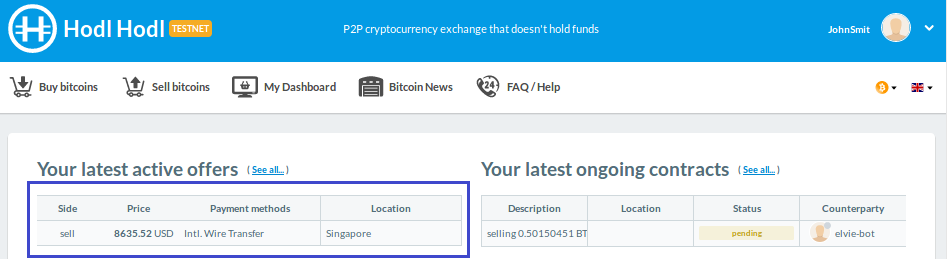 Hodl Hodl TESTNET
P2P cryptocurrency exchange that doesn't hold funds
JohnSmit
Buy bitcoins
Sell bitcoins
My Dashboard
Bitcoin News
24
FAQ / Help
Your latest active offers ( See all... )
Side Price Payment methods Location
sell 8635.52 USD Intl. Wire Transfer Singapore
Your latest ongoing contracts ( See all... )
Description Location Status Counterparty
selling 0.50150451 BT pending elvie-bot